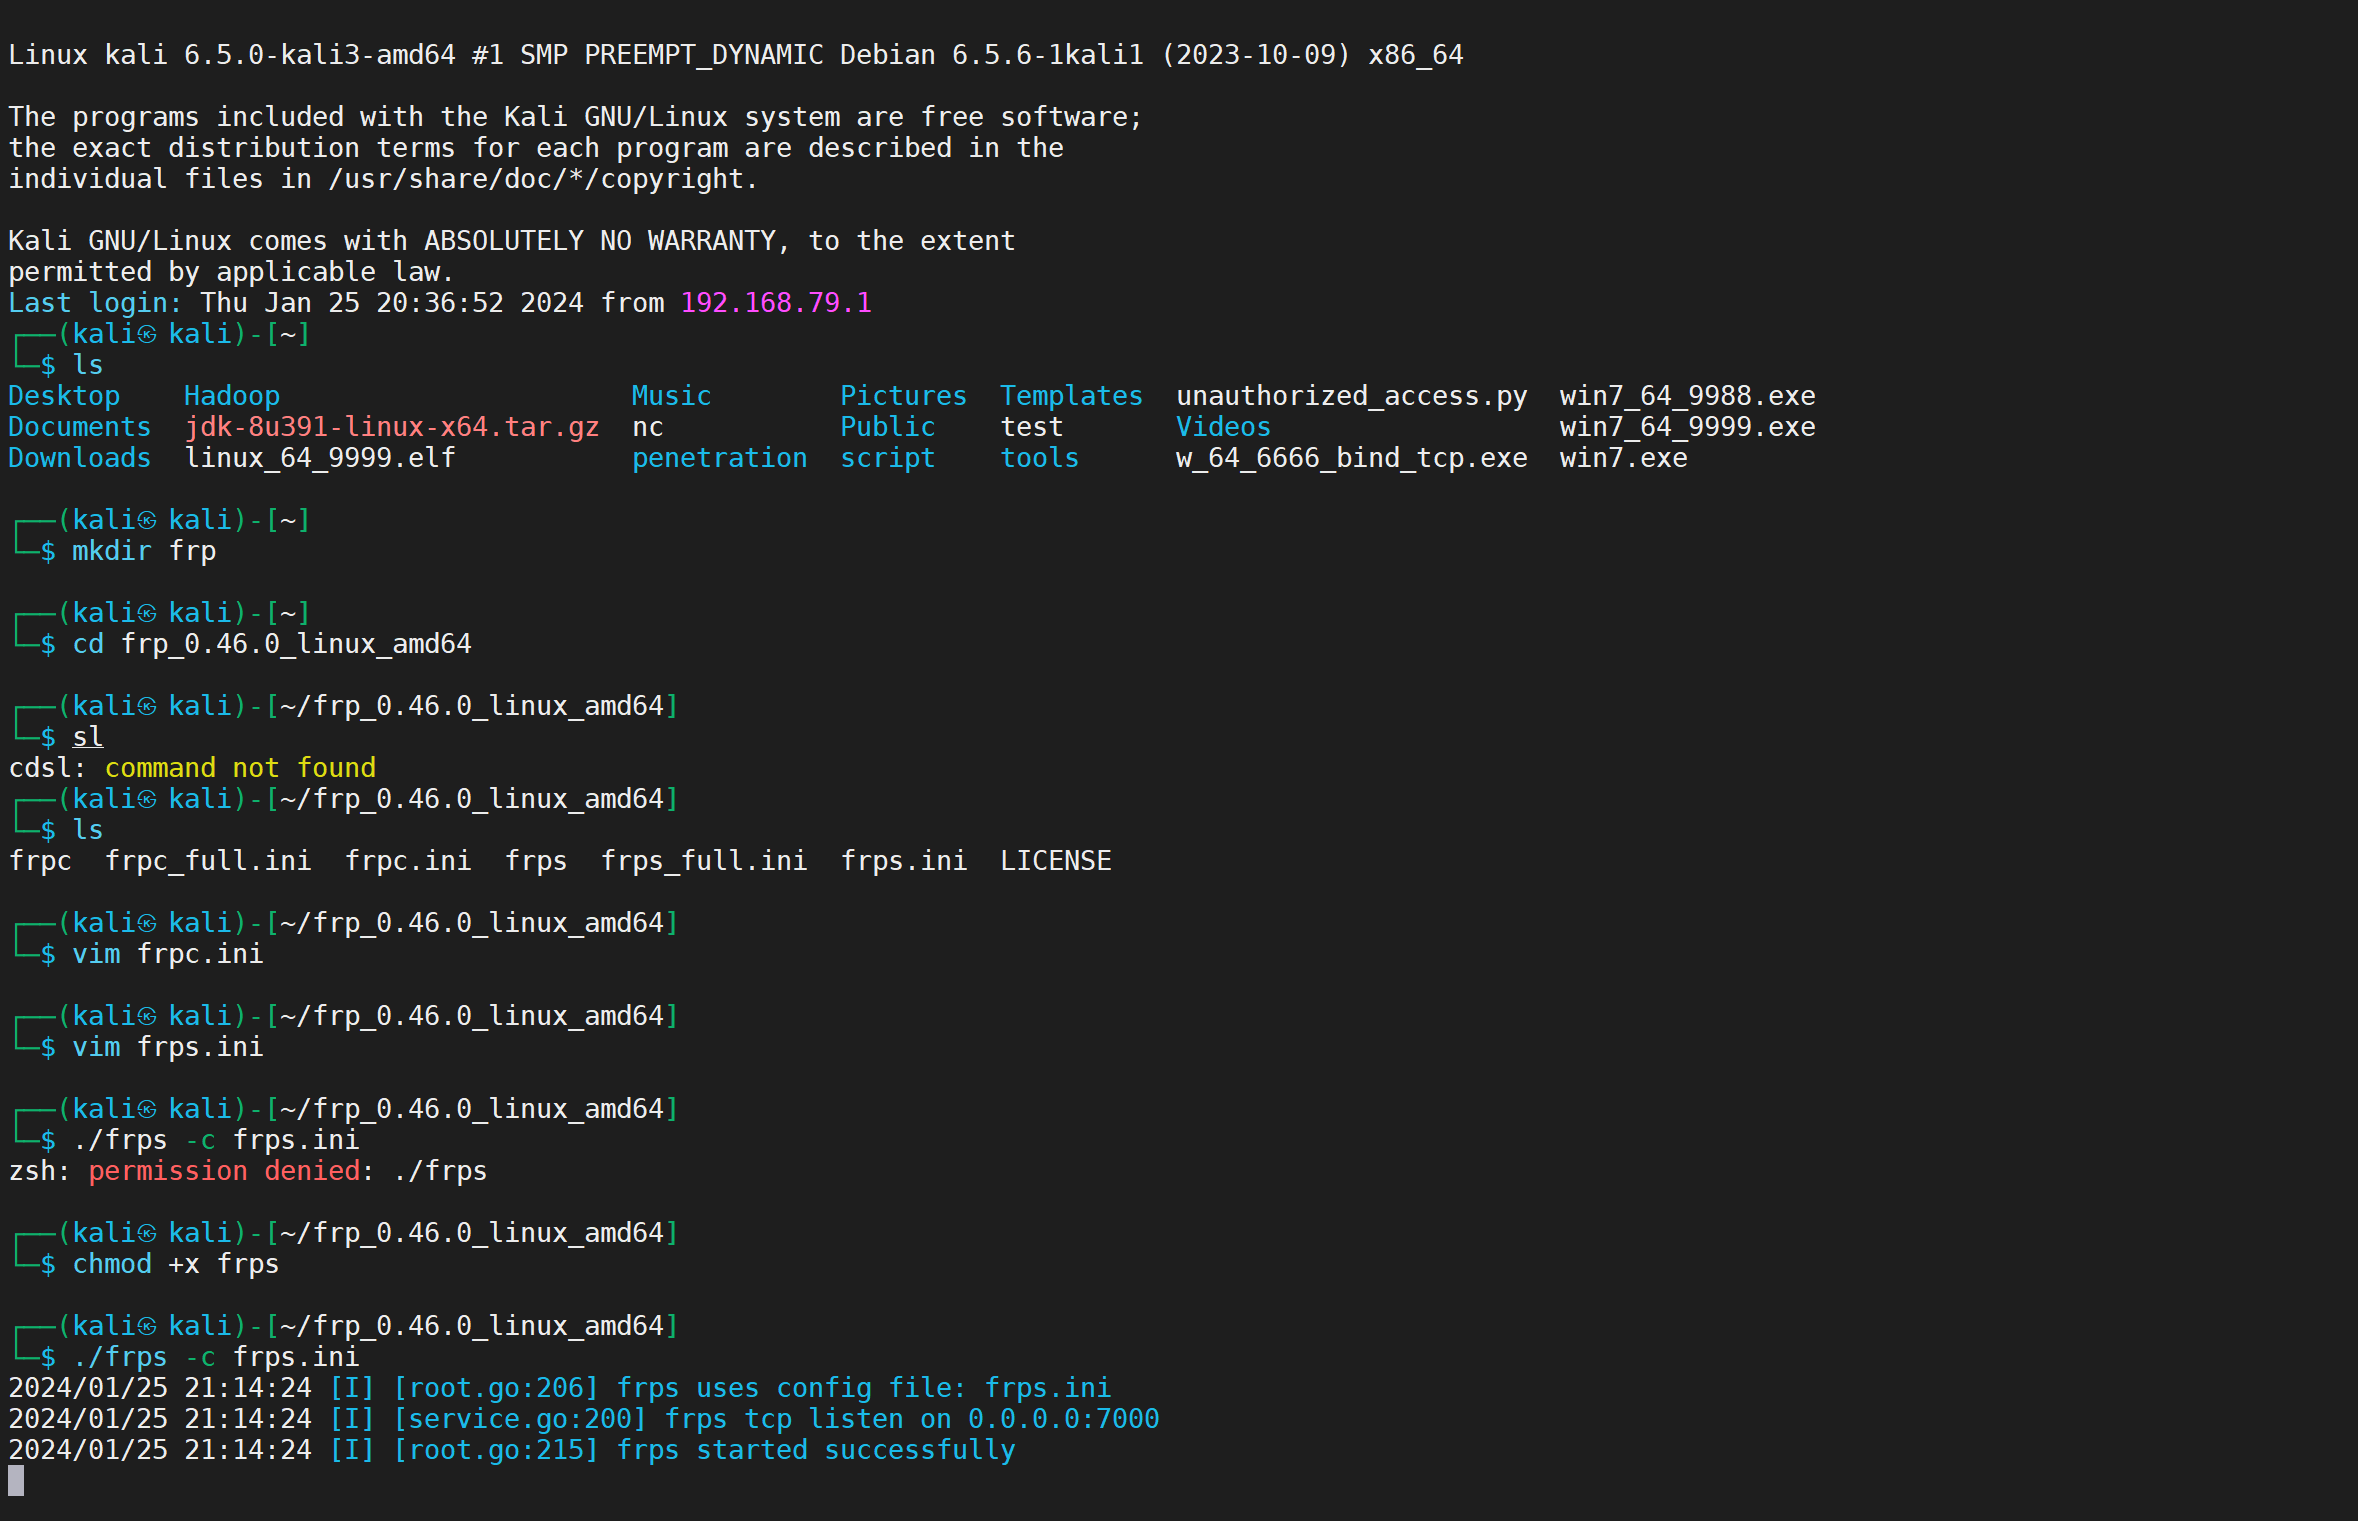 Linux kali 6.5.0-kali3-amd64 #1 SMP PREEMPT_DYNAMIC Debian 6.5.6-1kali1 (2023-10-09) x86_64
The programs included with the Kali GNU/Linux system are free software;
the exact distribution terms for each program are described in the
individual files in /usr/share/doc/*/copyright.
Kali GNU/Linux comes with ABSOLUTELY NO WARRANTY, to the extent
permitted by applicable law.
Last login: Thu Jan 25 20:36:52 2024 from 192.168.79.1
┌──(kali㉿kali)-[~]
└─$ ls
Desktop    Hadoop                      Music        Pictures  Templates  unauthorized_access.py  win7_64_9988.exe
Documents  jdk-8u391-linux-x64.tar.gz  nc           Public    test       Videos                  win7_64_9999.exe
Downloads  linux_64_9999.elf           penetration  script    tools      w_64_6666_bind_tcp.exe  win7.exe
┌──(kali㉿kali)-[~]
└─$ mkdir frp
┌──(kali㉿kali)-[~]
└─$ cd frp_0.46.0_linux_amd64
┌──(kali㉿kali)-[~/frp_0.46.0_linux_amd64]
└─$ sl
cdsl: command not found
┌──(kali㉿kali)-[~/frp_0.46.0_linux_amd64]
└─$ ls
frpc  frpc_full.ini  frpc.ini  frps  frps_full.ini  frps.ini  LICENSE
┌──(kali㉿kali)-[~/frp_0.46.0_linux_amd64]
└─$ vim frpc.ini
┌──(kali㉿kali)-[~/frp_0.46.0_linux_amd64]
└─$ vim frps.ini
┌──(kali㉿kali)-[~/frp_0.46.0_linux_amd64]
└─$ ./frps -c frps.ini
zsh: permission denied: ./frps
┌──(kali㉿kali)-[~/frp_0.46.0_linux_amd64]
└─$ chmod +x frps
┌──(kali㉿kali)-[~/frp_0.46.0_linux_amd64]
└─$ ./frps -c frps.ini
2024/01/25 21:14:24 [I] [root.go:206] frps uses config file: frps.ini
2024/01/25 21:14:24 [I] [service.go:200] frps tcp listen on 0.0.0.0:7000
2024/01/25 21:14:24 [I] [root.go:215] frps started successfully